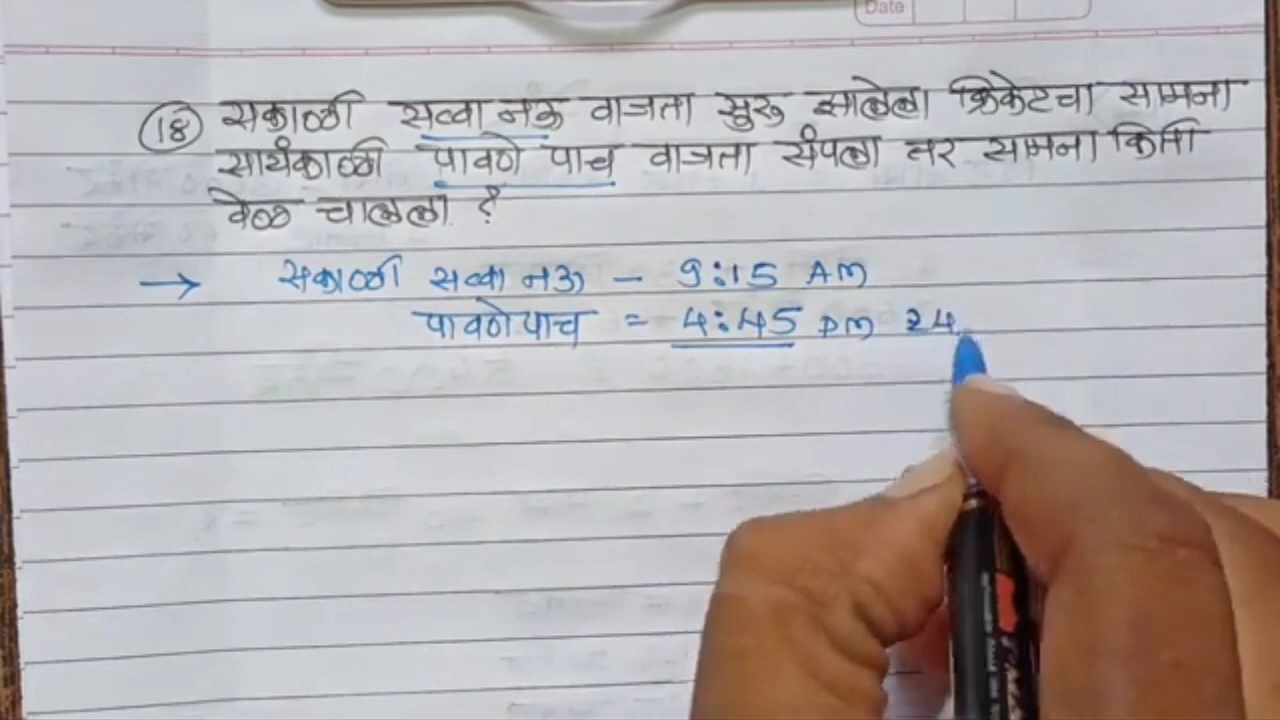 Date
(18) सकाळी सव्वा नऊ वाजता सुरु झालेला क्रिकेटचा सामना
सायंकाळी पावणे पाच वाजता संपला तर सामना किती
वेळ चालला ?
→ सकाळी सव्वा नऊ - 9:15 AM
पावणेपाच = 4:45 PM 24